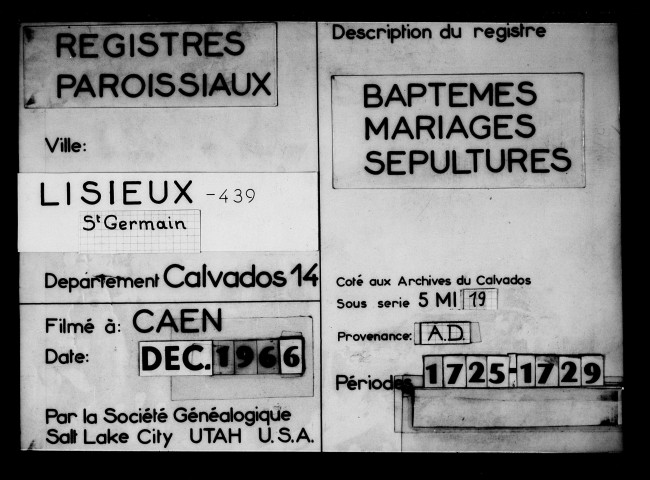 REGISTRES
PAROISSIAUX
Ville:
LISIEUX -439
St Germain
Département Calvados 14
Filmé à: CAEN
Date: DEC. 1966
Par la Société Généalogique
Salt Lake City UTAH U.S.A.
Description du registre
BAPTEMES
MARIAGES
SEPULTURES
Coté aux Archives du Calvados
Sous serie 5 MI 19
Provenance: A.D.
Périodes 1725-1729